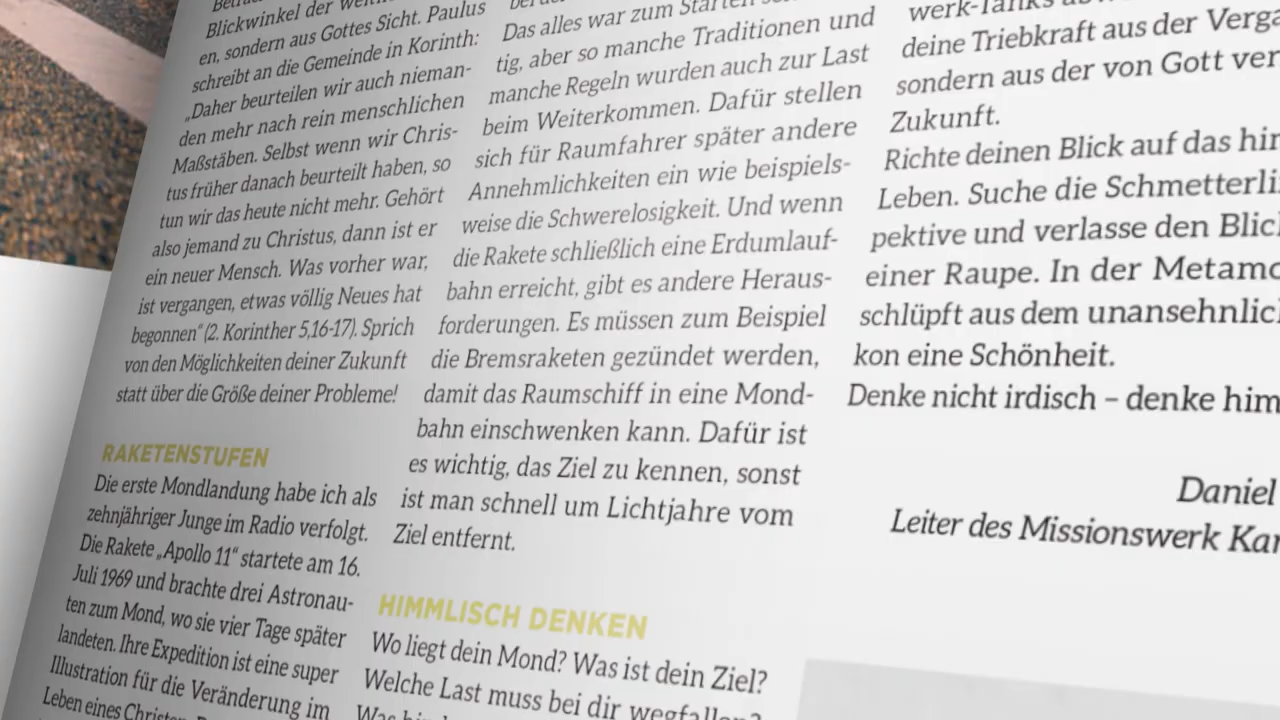 Blickwinkel der
en, sondern aus Gottes Sicht. Paulus
schreibt an die Gemeinde in Korinth:
„Daher beurteilen wir auch nieman-
den mehr nach rein menschlichen
Maßstäben. Selbst wenn wir Chris-
tus früher danach beurteilt haben, so
tun wir das heute nicht mehr. Gehört
also jemand zu Christus, dann ist er
ein neuer Mensch. Was vorher war,
ist vergangen, etwas völlig Neues hat
begonnen“ (2. Korinther 5,16-17). Sprich
von den Möglichkeiten deiner Zukunft
statt über die Größe deiner Probleme!
RAKETENSTUFEN
Die erste Mondlandung habe ich als
zehnjähriger Junge im Radio verfolgt.
Die Rakete „Apollo 11“ startete am 16.
Juli 1969 und brachte drei Astronau-
ten zum Mond, wo sie vier Tage später
landeten. Ihre Expedition ist eine super
Illustration für die Veränderung im
Leben eines Christen.
Das alles war zum Starten
tig, aber so manche Traditionen und
manche Regeln wurden auch zur Last
beim Weiterkommen. Dafür stellen
sich für Raumfahrer später andere
Annehmlichkeiten ein wie beispiels-
weise die Schwerelosigkeit. Und wenn
die Rakete schließlich eine Erdumlauf-
bahn erreicht, gibt es andere Heraus-
forderungen. Es müssen zum Beispiel
die Bremsraketen gezündet werden,
damit das Raumschiff in eine Mond-
bahn einschwenken kann. Dafür ist
es wichtig, das Ziel zu kennen, sonst
ist man schnell um Lichtjahre vom
Ziel entfernt.
HIMMLISCH DENKEN
Wo liegt dein Mond? Was ist dein Ziel?
Welche Last muss bei dir wegfallen?
werk-Tanks
deine Triebkraft aus der Verga
sondern aus der von Gott ver
Zukunft.
Richte deinen Blick auf das him
Leben. Suche die Schmetterli
pektive und verlasse den Blic
einer Raupe. In der Metamo
schlüpft aus dem unansehnlic
kon eine Schönheit.
Denke nicht irdisch – denke him
Daniel
Leiter des Missionswerk Kar